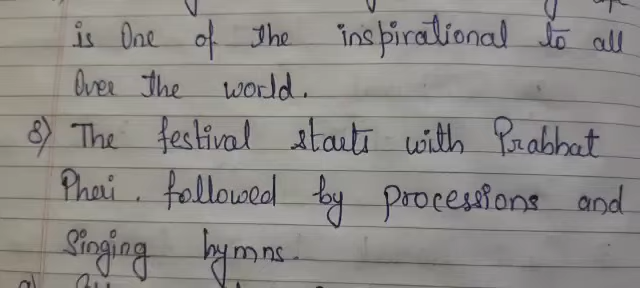 is One of the inspirational to all
Over the world.
8) The festival starts with Prabhat
Pheri. followed by processions and
Singing hymns.